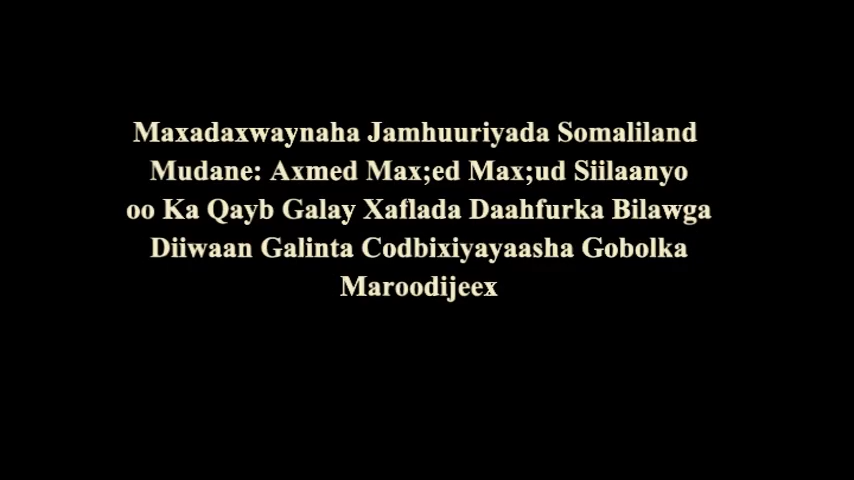 Maxadaxwaynaha Jamhuuriyada Somaliland
Mudane: Axmed Max;ed Max;ud Siilaanyo
oo Ka Qayb Galay Xaflada Daahfurka Bilawga
Diiwaan Galinta Codbixiyayaasha Gobolka
Maroodijeex